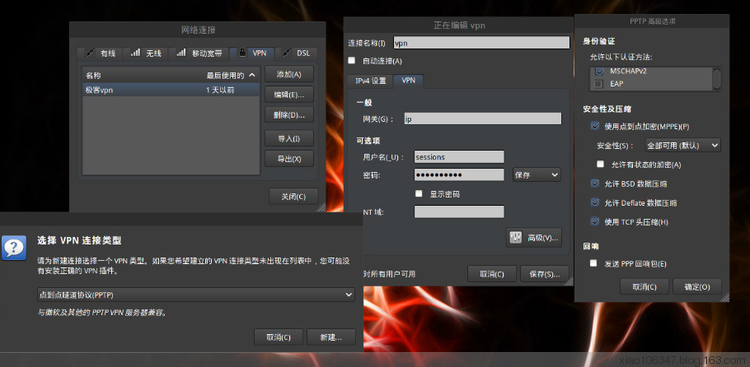 网络连接
有线
无线
移动宽带
VPN
DSL
名称
最后使用的
极客vpn
1 天以前
添加(A)
编辑(E)...
删除(D)...
导入(I)
导出(X)
关闭(C)
选择 VPN 连接类型
请为新建连接选择一个 VPN 类型。如果您希望建立的 VPN 连接类型未出现在列表中，您可能没有安装正确的 VPN 插件。
点到点隧道协议(PPTP)
与微软及其他的 PPTP VPN 服务器兼容。
取消(C)
新建...
正在编辑 vpn
连接名称(I)
vpn
自动连接(A)
IPv4 设置
VPN
一般
网关(G)：
ip
可选项
用户名(_U)：
sessions
密码:
••••••••••
保存
显示密码
NT 域:
高级(V)...
对所有用户可用
取消(C)
保存(S)...
PPTP 高级选项
身份验证
允许以下认证方法:
MSCHAPv2
EAP
安全性及压缩
使用点到点加密(MPPE)(P)
安全性(S)：
全部可用 (默认)
允许有状态的加密(A)
允许 BSD 数据压缩
允许 Deflate 数据压缩
使用 TCP 头压缩(H)
回响
发送 PPP 回响包(E)
取消(C)
确定(O)